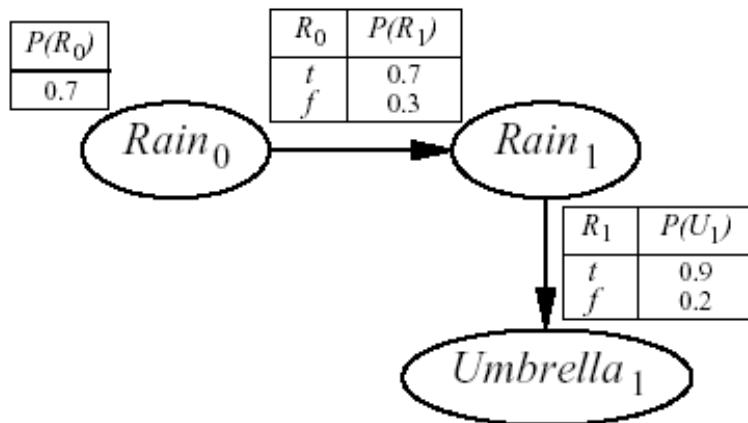 P(R0)
0.7
R0 P(R1)
t 0.7
f 0.3
Rain0
Rain1
R1 P(U1)
t 0.9
f 0.2
Umbrella1